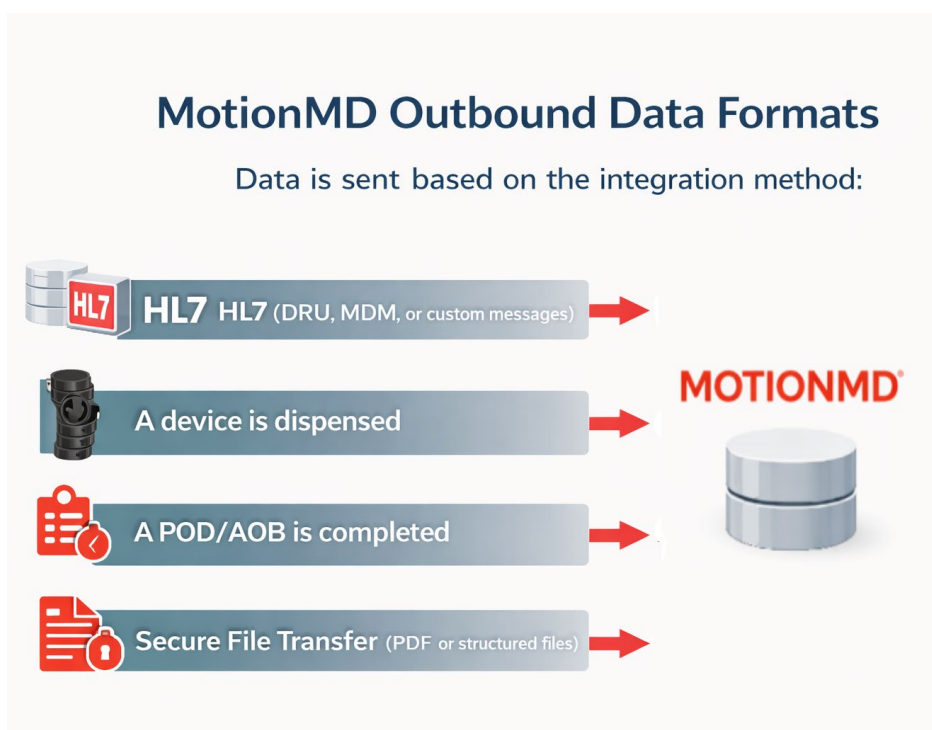 MotionMD Outbound Data Formats
Data is sent based on the integration method:
HL7
HL7 HL7 (DRU, MDM, or custom messages)
A device is dispensed
MOTIONMD®
A POD/AOB is completed
Secure File Transfer (PDF or structured files)